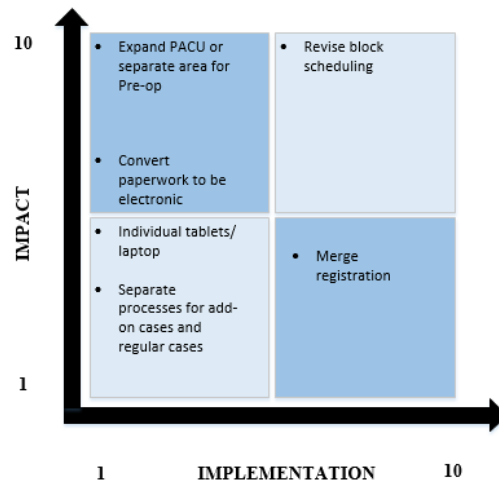 10
• Expand PACU or
separate area for
Pre-op
• Convert
paperwork to be
electronic
• Revise block
scheduling
IMPACT
• Individual tablets/
laptop
• Separate
processes for add-
on cases and
regular cases
• Merge
registration
1
1 IMPLEMENTATION 10